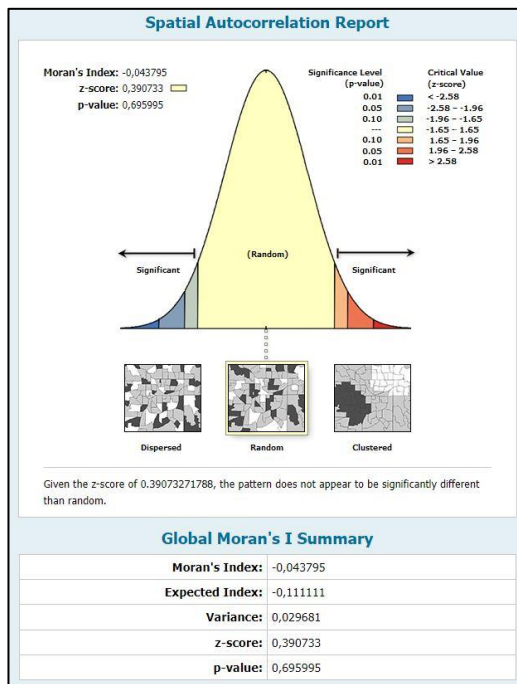 Spatial Autocorrelation Report
Moran's Index: -0,043795
z-score: 0,390733
p-value: 0,695995
Significance Level
(p-value)
Critical Value
(z-score)
0.01 < -2.58
0.05 -2.58 – -1.96
0.10 -1.96 – -1.65
--- -1.65 – 1.65
0.10 1.65 – 1.96
0.05 1.96 – 2.58
0.01 > 2.58
Significant
(Random)
Significant
Dispersed
Random
Clustered
Given the z-score of 0.39073271788, the pattern does not appear to be significantly different
than random.
Global Moran's I Summary
Moran's Index: -0,043795
Expected Index: -0,111111
Variance: 0,029681
z-score: 0,390733
p-value: 0,695995